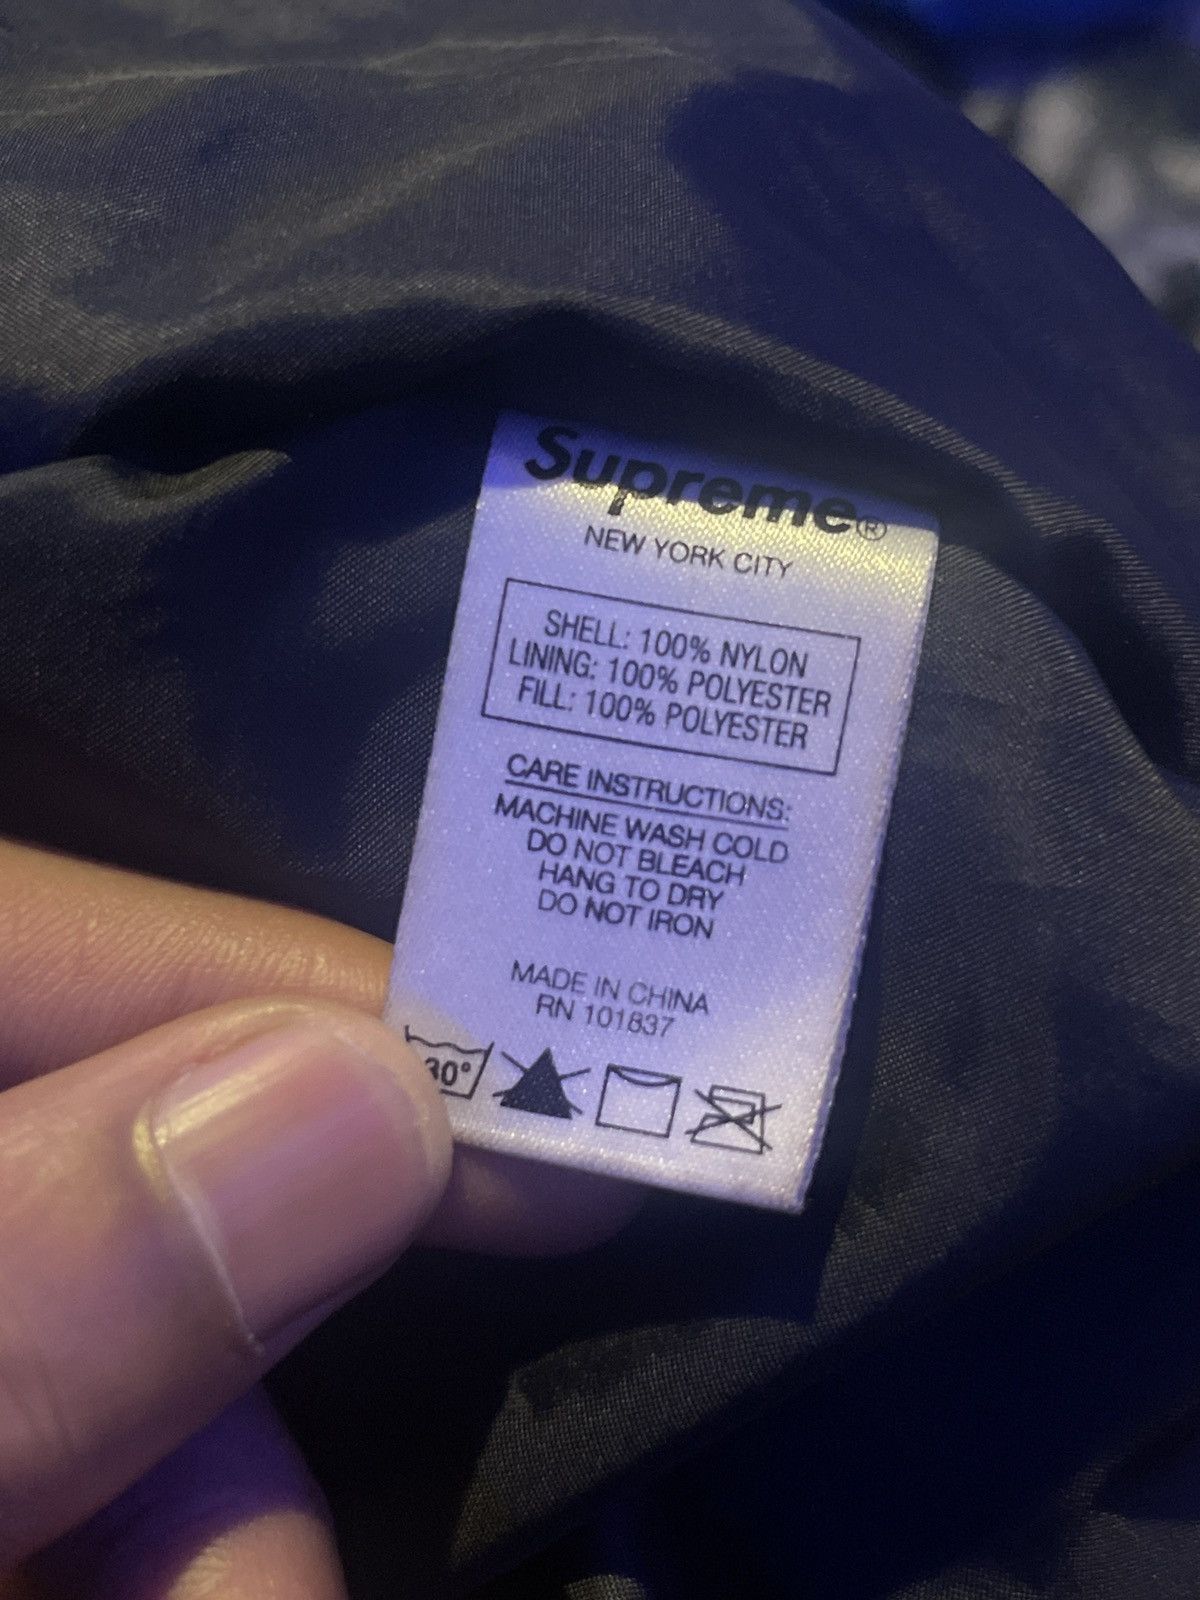 Supreme®
NEW YORK CITY
SHELL: 100% NYLON
LINING: 100% POLYESTER
FILL: 100% POLYESTER
CARE INSTRUCTIONS:
MACHINE WASH COLD
DO NOT BLEACH
HANG TO DRY
DO NOT IRON
MADE IN CHINA
RN 101837
30°